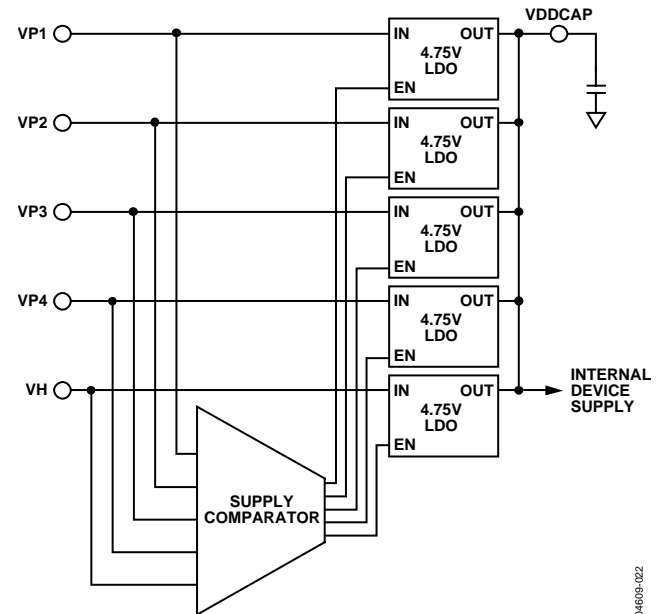 VDDCAP
VP1
IN OUT
4.75V
LDO
EN
VP2
IN OUT
4.75V
LDO
EN
VP3
IN OUT
4.75V
LDO
EN
VP4
IN OUT
4.75V
LDO
EN
VH
IN OUT
4.75V
LDO
EN
INTERNAL
DEVICE
SUPPLY
SUPPLY
COMPARATOR
04609-022